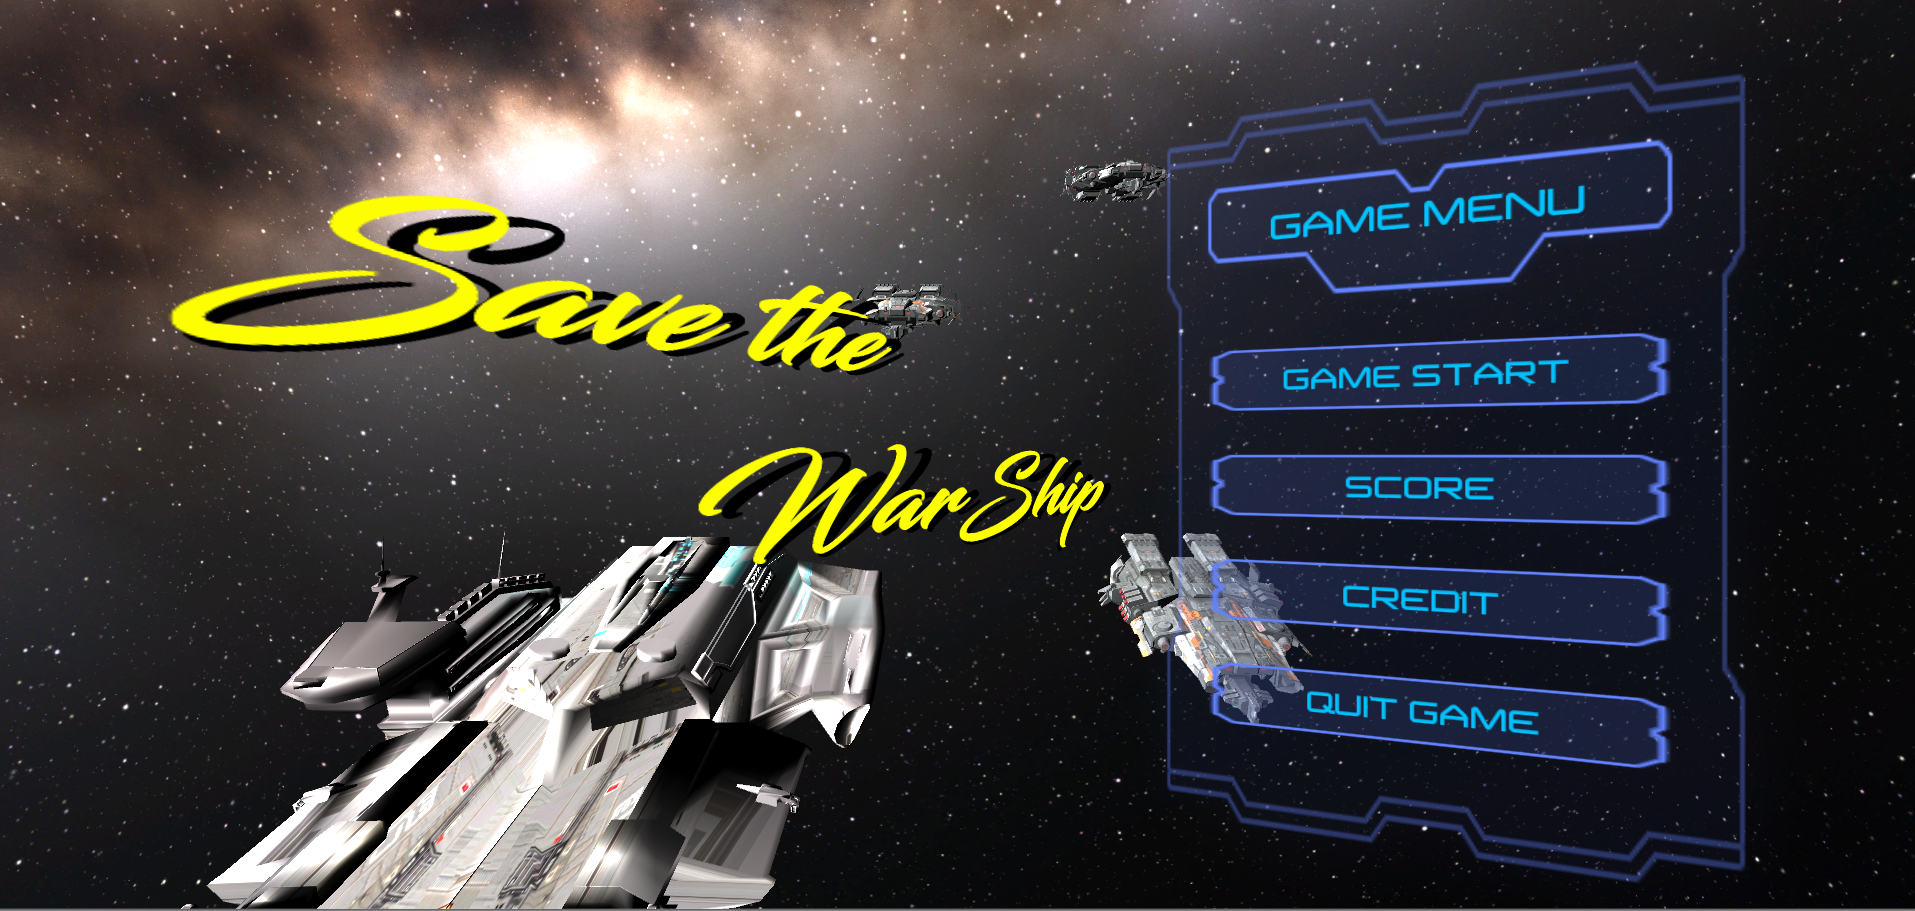 Save the
War Ship
GAME MENU
GAME START
SCORE
CREDIT
QUIT GAME